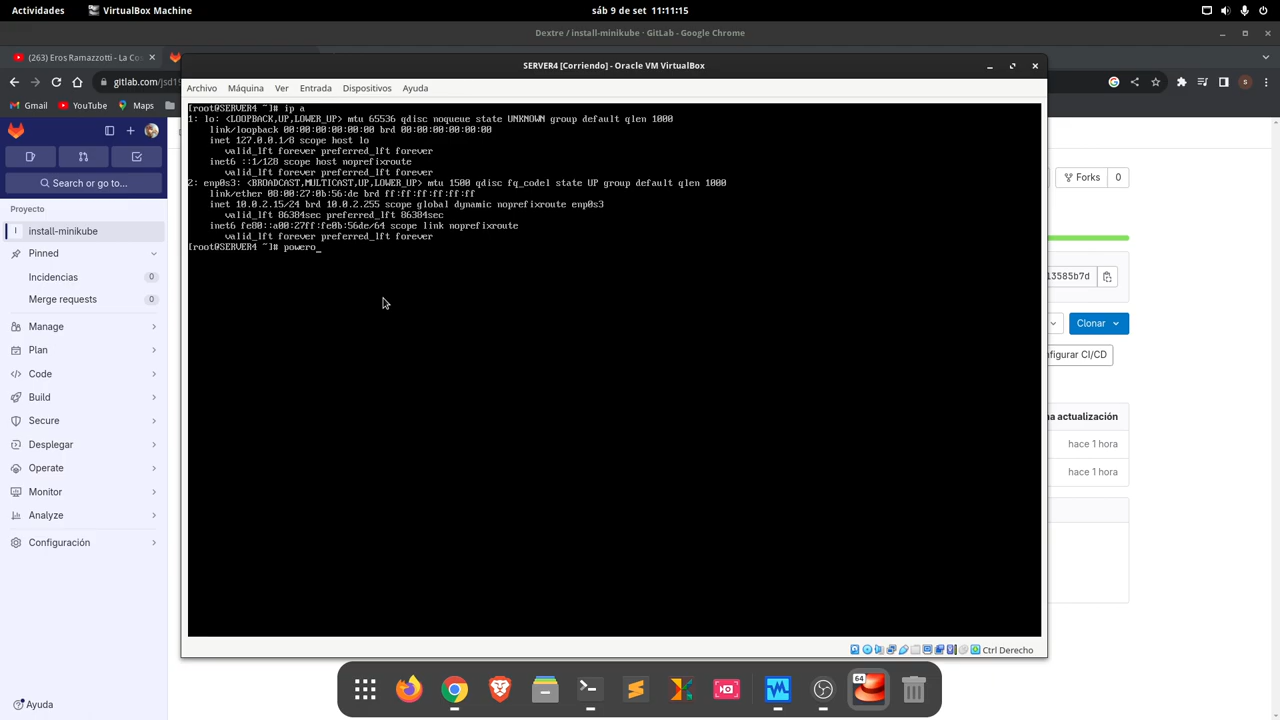 Actividades
VirtualBox Machine
sáb 9 de set 11:11:15
Dextre / install-minikube · GitLab - Google Chrome
(263) Eros Ramazzotti - La Co
SERVER4 [Corriendo] - Oracle VM VirtualBox
gitlab.com/jsd19
Archivo Máquina Ver Entrada Dispositivos Ayuda
Gmail YouTube Maps
Search or go to...
Proyecto
install-minikube
Pinned
Incidencias 0
Merge requests 0
Manage
Plan
Code
Build
Secure
Desplegar
Operate
Monitor
Analyze
Configuración
Ayuda
[root@SERVER4 ~]# ip a
1: lo: <LOOPBACK,UP,LOWER_UP> mtu 65536 qdisc noqueue state UNKNOWN group default qlen 1000
link/loopback 00:00:00:00:00:00 brd 00:00:00:00:00:00
inet 127.0.0.1/8 scope host lo
valid_lft forever preferred_lft forever
inet6 ::1/128 scope host noprefixroute
valid_lft forever preferred_lft forever
2: enp0s3: <BROADCAST,MULTICAST,UP,LOWER_UP> mtu 1500 qdisc fq_codel state UP group default qlen 1000
link/ether 08:00:27:0b:56:de brd ff:ff:ff:ff:ff:ff
inet 10.0.2.15/24 brd 10.0.2.255 scope global dynamic noprefixroute enp0s3
valid_lft 86384sec preferred_lft 86384sec
inet6 fe80::a00:27ff:fe0b:56de/64 scope link noprefixroute
valid_lft forever preferred_lft forever
[root@SERVER4 ~]# powero_
Ctrl Derecho
Forks 0
13585b7d
Clonar
nfigurar CI/CD
na actualización
hace 1 hora
hace 1 hora
64